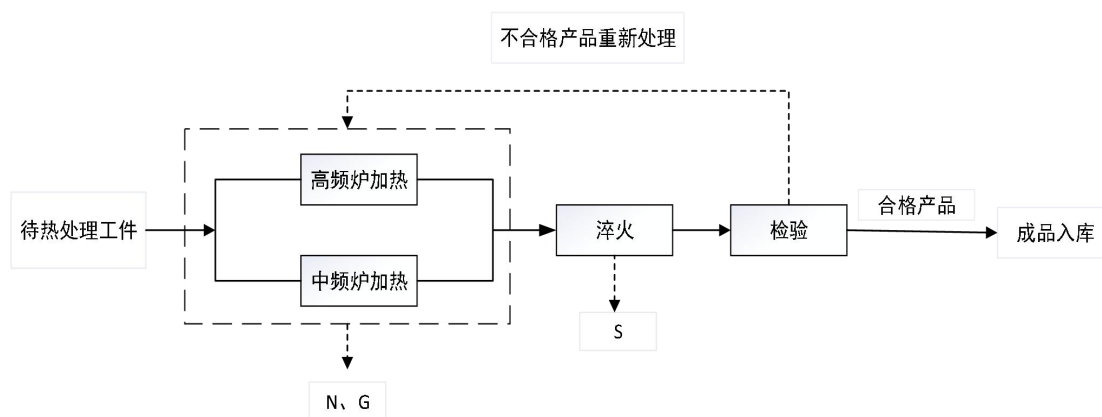 不合格产品重新处理
高频炉加热
待热处理工件
淬火
检验
合格产品
成品入库
中频炉加热
S
N、G